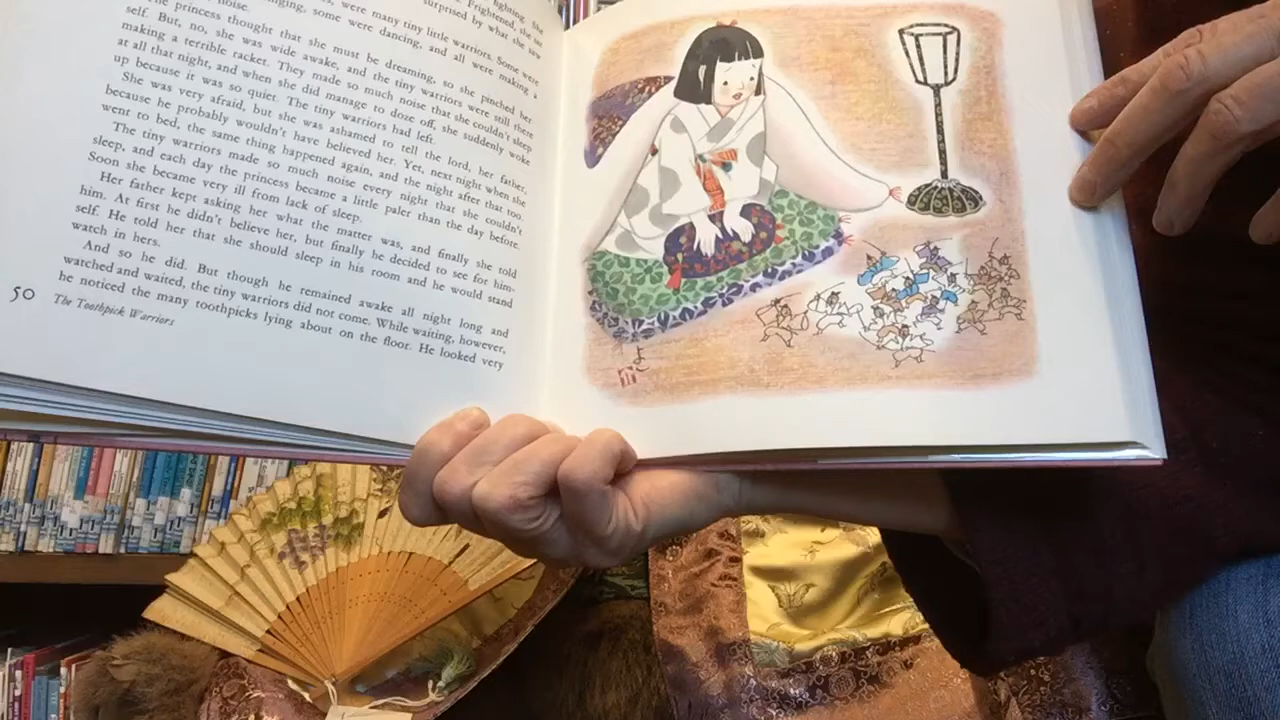 fighting. She
Frightened, she sat
surprised by what she saw
noise.
were many tiny little warriors. Some were
singing, some were dancing, and all were making a
The princess thought that she must be dreaming, so she pinched her-
self. But, no, she was wide awake, and the tiny warriors were still there
making a terrible racket. They made so much noise that she couldn't sleep
at all that night, and when she did manage to doze off, she suddenly woke
up because it was so quiet. The tiny warriors had left.
She was very afraid, but she was ashamed to tell the lord, her father,
because he probably wouldn't have believed her. Yet, next night when she
went to bed, the same thing happened again, and the night after that too.
The tiny warriors made so much noise every night that she couldn't
sleep, and each day the princess became a little paler than the day before.
Soon she became very ill from lack of sleep.
Her father kept asking her what the matter was, and finally she told
him. At first he didn't believe her, but finally he decided to see for him-
self. He told her that she should sleep in his room and he would stand
watch in hers.
And so he did. But though he remained awake all night long and
watched and waited, the tiny warriors did not come. While waiting, however,
he noticed the many toothpicks lying about on the floor. He looked very
50
The Toothpick Warriors